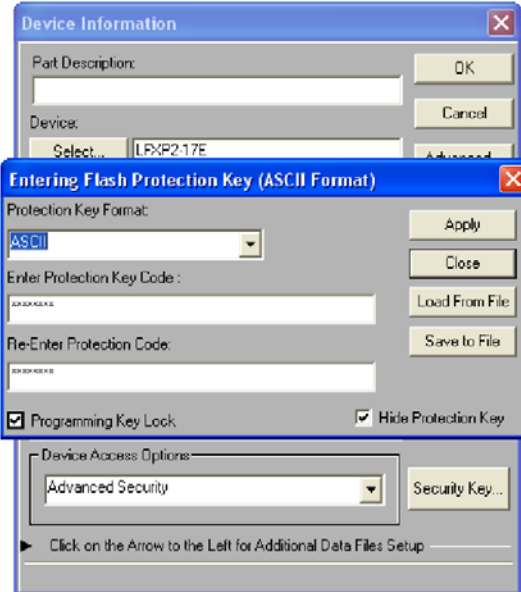 Device Information
Part Description:
OK
Cancel
Device:
Select...
LFXP2-17E
Advanced...
Entering Flash Protection Key (ASCII Format)
Protection Key Format:
Apply
ASCII
Close
Enter Protection Key Code :
Load From File
xxxxxxxx
Re-Enter Protection Code:
Save to File
xxxxxxxx
Programming Key Lock
Hide Protection Key
Device Access Options
Advanced Security
Security Key...
Click on the Arrow to the Left for Additional Data Files Setup